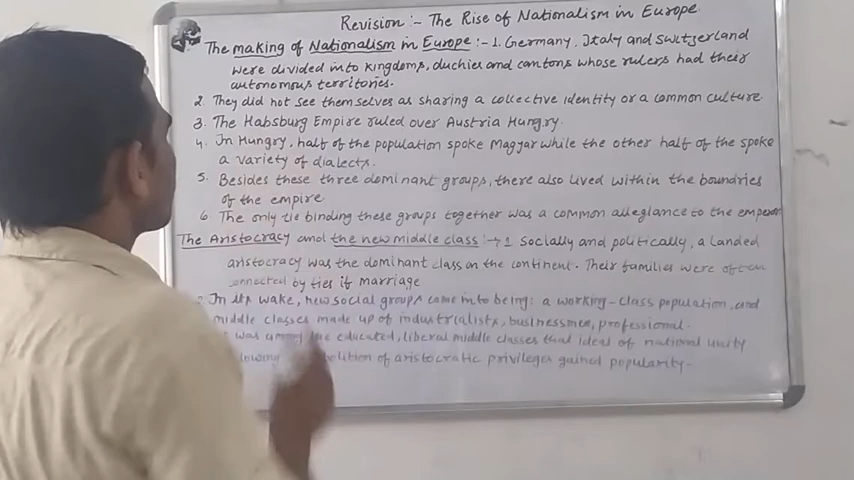 Revision :- The Rise of Nationalism in Europe
The making of Nationalism in Europe :- 1. Germany, Italy and Switzerland
were divided into kingdoms, duchies and cantons whose rulers had their
autonomous territories.
2. They did not see themselves as sharing a collective identity or a common culture.
3. The Habsburg Empire ruled over Austria Hungry.
4. In Hungry, half of the population spoke Magyar while the other half of the spoke
a variety of dialects.
5. Besides these three dominant groups, there also lived within the boundaries
of the empire
6. The only tie binding these groups together was a common allegiance to the emperor
The Aristocracy and the new middle class :→ 1 Socially and politically, a landed
aristocracy was the dominant class on the continent. Their families were often
connected by ties if marriage
In its wake, new social groups came into being: a working-class population, and
middle classes made up of industrialists, businessmen, professional.
was among the educated, liberal middle classes that ideal of national unity
abolition of aristocratic privileges gained popularity-